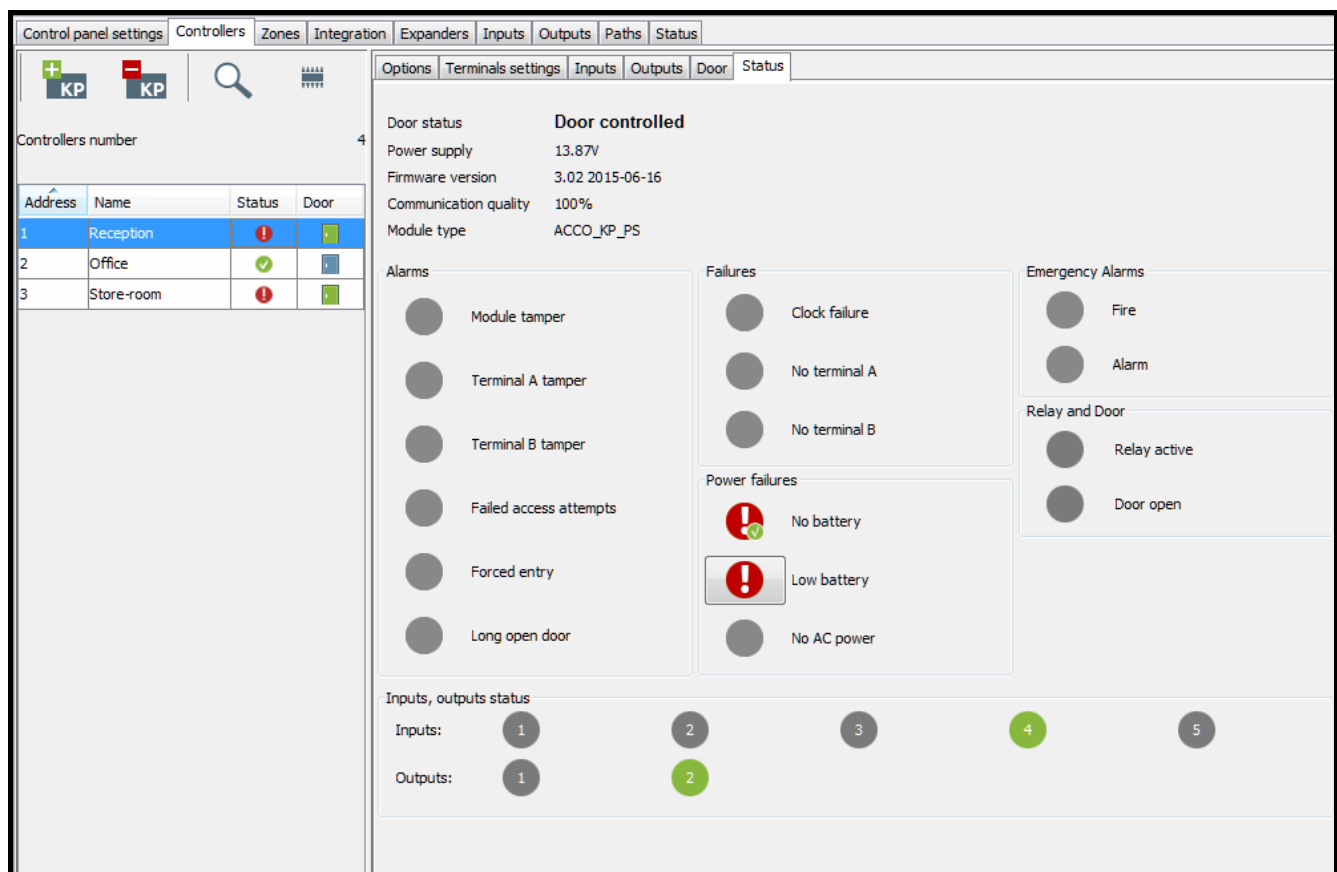 Control panel settings Controllers Zones Integration Expanders Inputs Outputs Paths Status
KP KP
Controllers number 4
Address Name Status Door
1 Reception
2 Office
3 Store-room
Options Terminals settings Inputs Outputs Door Status
Door status Door controlled
Power supply 13.87V
Firmware version 3.02 2015-06-16
Communication quality 100%
Module type ACCO_KP_PS
Alarms
Module tamper
Terminal A tamper
Terminal B tamper
Failed access attempts
Forced entry
Long open door
Failures
Clock failure
No terminal A
No terminal B
Power failures
No battery
Low battery
No AC power
Emergency Alarms
Fire
Alarm
Relay and Door
Relay active
Door open
Inputs, outputs status
Inputs: 1 2 3 4 5
Outputs: 1 2